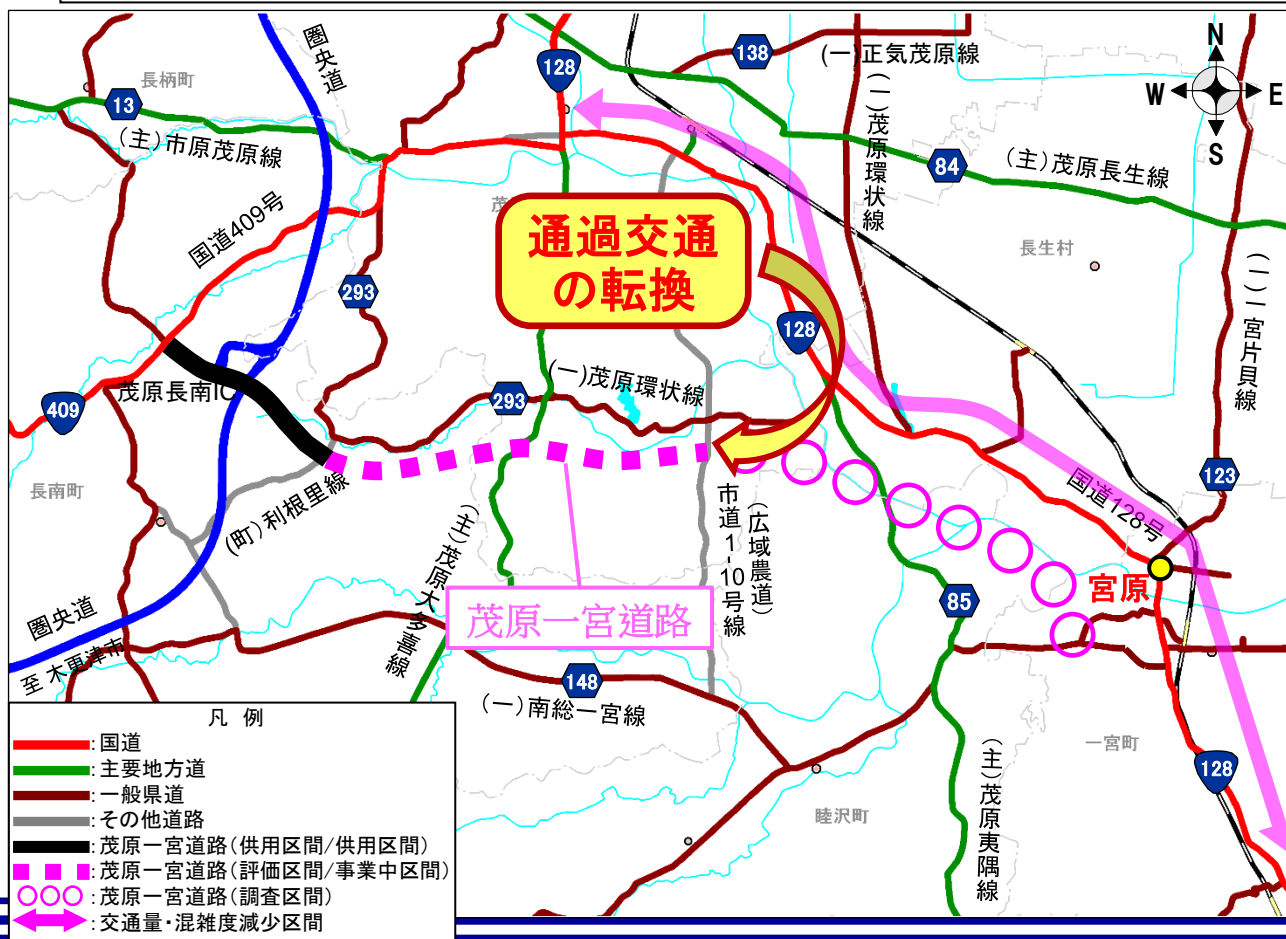 圏央道
128
138
(一)正気茂原線
N
W
E
S
長柄町
13
(主)市原茂原線
(一)茂原環状線
84
(主)茂原長生線
国道409号
通過交通
の転換
長生村
(一)一宮片貝線
293
128
茂原長南IC
(一)茂原環状線
293
409
長南町
(町)利根里線
国道128号
123
(主)茂原大多喜線
市道1-10号線
(広域農道)
宮原
85
茂原一宮道路
圏央道
至 木更津市
148
(一)南総一宮線
一宮町
128
(主)茂原夷隅線
睦沢町
凡 例
:国道
:主要地方道
:一般県道
:その他道路
:茂原一宮道路(供用区間/供用区間)
:茂原一宮道路(評価区間/事業中区間)
:茂原一宮道路(調査区間)
:交通量・混雑度減少区間